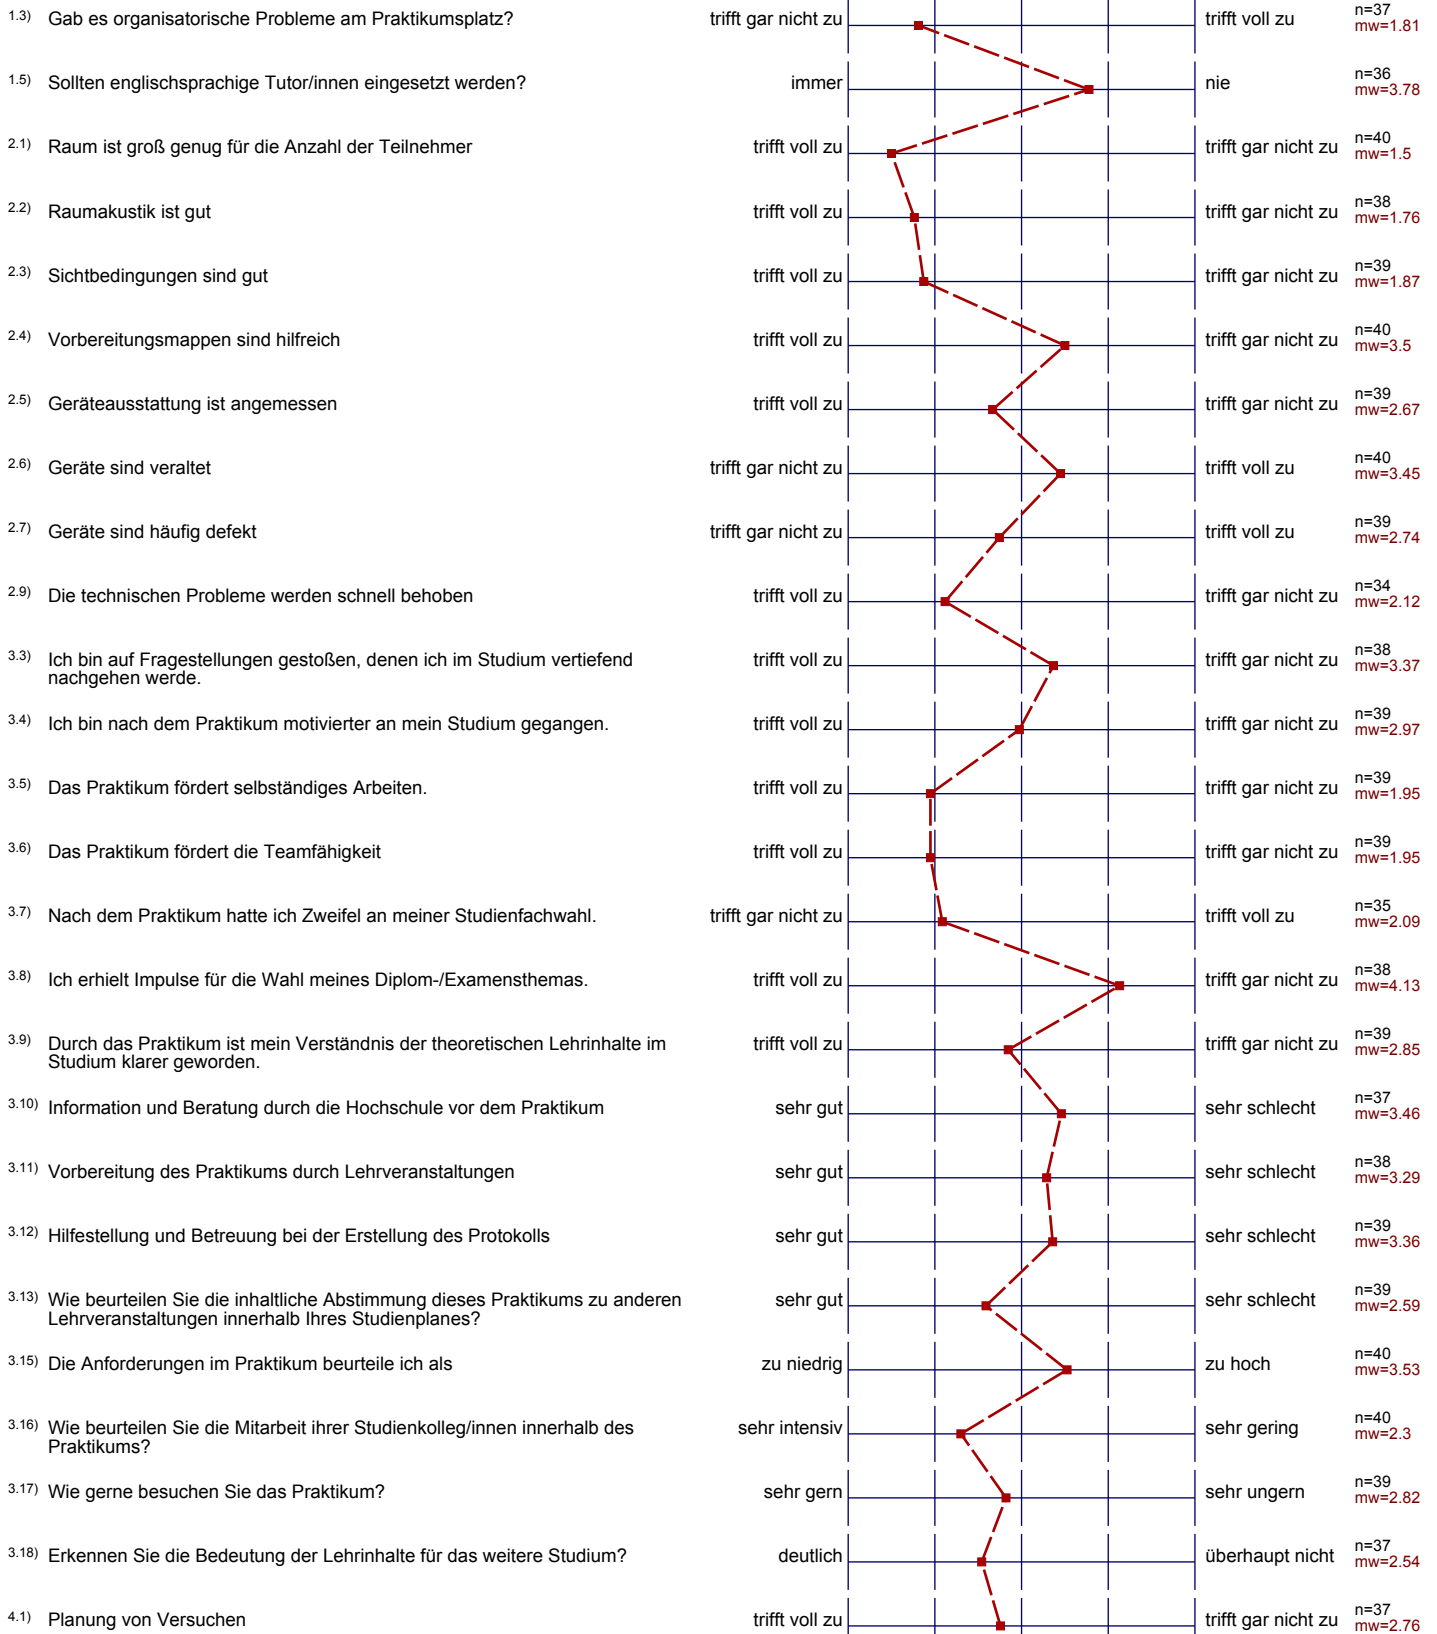 1.3) Gab es organisatorische Probleme am Praktikumsplatz? trifft gar nicht zu trifft voll zu n=37
mw=1.81
1.5) Sollten englischsprachige Tutor/innen eingesetzt werden? immer nie n=36
mw=3.78
2.1) Raum ist groß genug für die Anzahl der Teilnehmer trifft voll zu trifft gar nicht zu n=40
mw=1.5
2.2) Raumakustik ist gut trifft voll zu trifft gar nicht zu n=38
mw=1.76
2.3) Sichtbedingungen sind gut trifft voll zu trifft gar nicht zu n=39
mw=1.87
2.4) Vorbereitungsmappen sind hilfreich trifft voll zu trifft gar nicht zu n=40
mw=3.5
2.5) Geräteausstattung ist angemessen trifft voll zu trifft gar nicht zu n=39
mw=2.67
2.6) Geräte sind veraltet trifft gar nicht zu trifft voll zu n=40
mw=3.45
2.7) Geräte sind häufig defekt trifft gar nicht zu trifft voll zu n=39
mw=2.74
2.9) Die technischen Probleme werden schnell behoben trifft voll zu trifft gar nicht zu n=34
mw=2.12
3.3) Ich bin auf Fragestellungen gestoßen, denen ich im Studium vertiefend trifft voll zu trifft gar nicht zu n=38
nachgehen werde. mw=3.37
3.4) Ich bin nach dem Praktikum motivierter an mein Studium gegangen. trifft voll zu trifft gar nicht zu n=39
mw=2.97
3.5) Das Praktikum fördert selbständiges Arbeiten. trifft voll zu trifft gar nicht zu n=39
mw=1.95
3.6) Das Praktikum fördert die Teamfähigkeit trifft voll zu trifft gar nicht zu n=39
mw=1.95
3.7) Nach dem Praktikum hatte ich Zweifel an meiner Studienfachwahl. trifft gar nicht zu trifft voll zu n=35
mw=2.09
3.8) Ich erhielt Impulse für die Wahl meines Diplom-/Examensthemas. trifft voll zu trifft gar nicht zu n=38
mw=4.13
3.9) Durch das Praktikum ist mein Verständnis der theoretischen Lehrinhalte im trifft voll zu trifft gar nicht zu n=39
Studium klarer geworden. mw=2.85
3.10) Information und Beratung durch die Hochschule vor dem Praktikum sehr gut sehr schlecht n=37
mw=3.46
3.11) Vorbereitung des Praktikums durch Lehrveranstaltungen sehr gut sehr schlecht n=38
mw=3.29
3.12) Hilfestellung und Betreuung bei der Erstellung des Protokolls sehr gut sehr schlecht n=39
mw=3.36
3.13) Wie beurteilen Sie die inhaltliche Abstimmung dieses Praktikums zu anderen sehr gut sehr schlecht n=39
Lehrveranstaltungen innerhalb Ihres Studienplanes? mw=2.59
3.15) Die Anforderungen im Praktikum beurteile ich als zu niedrig zu hoch n=40
mw=3.53
3.16) Wie beurteilen Sie die Mitarbeit ihrer Studienkolleg/innen innerhalb des sehr intensiv sehr gering n=40
Praktikums? mw=2.3
3.17) Wie gerne besuchen Sie das Praktikum? sehr gern sehr ungern n=39
mw=2.82
3.18) Erkennen Sie die Bedeutung der Lehrinhalte für das weitere Studium? deutlich überhaupt nicht n=37
mw=2.54
4.1) Planung von Versuchen trifft voll zu trifft gar nicht zu n=37
mw=2.76